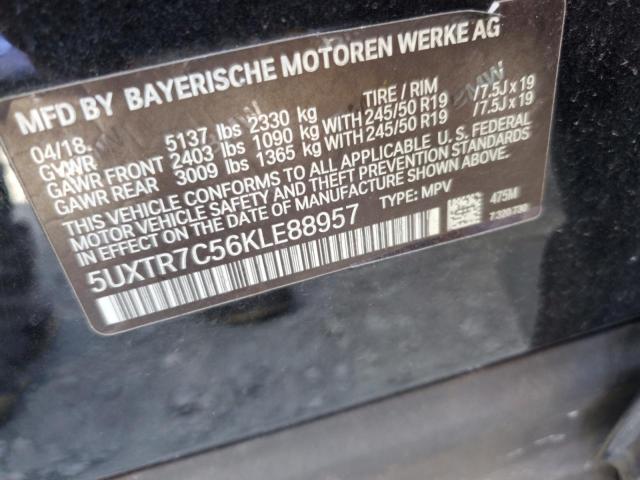 MFD BY BAYERISCHE MOTOREN WERKE AG
04/18. TIRE / RIM
GVWR 5137 lbs 2330 kg
GAWR FRONT 2403 lbs 1090 kg WITH 245/50 R19 /7.5J x 19
GAWR REAR 3009 lbs 1365 kg WITH 245/50 R19 /7.5J x 19
THIS VEHICLE CONFORMS TO ALL APPLICABLE U.S. FEDERAL
MOTOR VEHICLE SAFETY AND THEFT PREVENTION STANDARDS
IN EFFECT ON THE DATE OF MANUFACTURE SHOWN ABOVE.
5UXTR7C56KLE88957 TYPE: MPV 475M
7 320 730